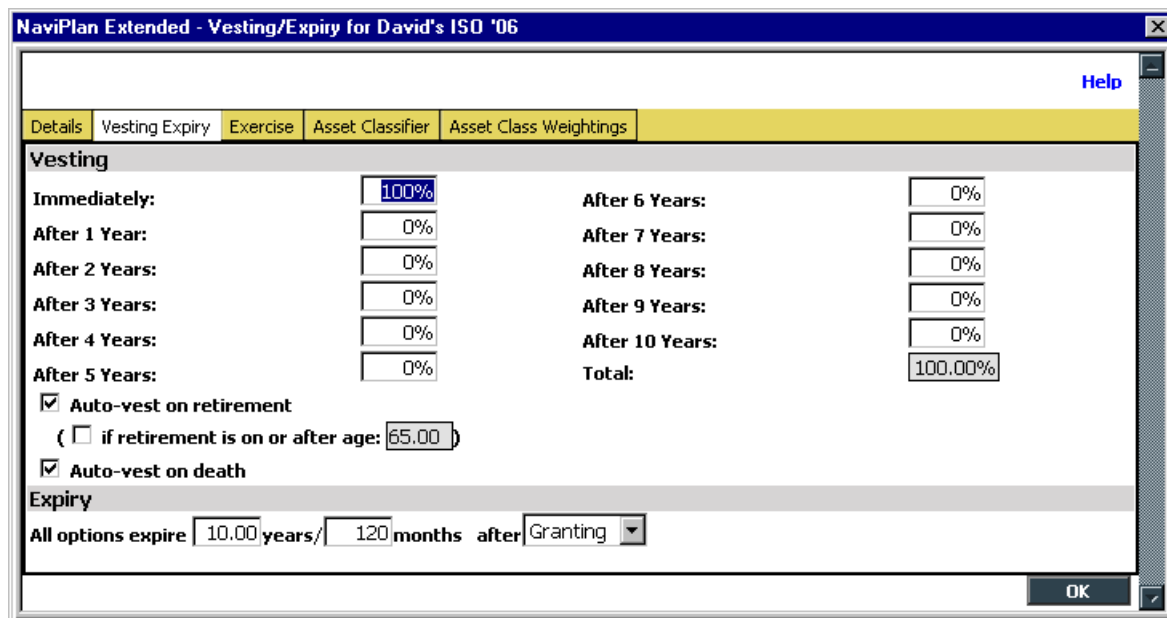 NaviPlan Extended - Vesting/Expiry for David's ISO '06
Help
Details Vesting Expiry Exercise Asset Classifier Asset Class Weightings
Vesting
Immediately: 100% After 6 Years: 0%
After 1 Year: 0% After 7 Years: 0%
After 2 Years: 0% After 8 Years: 0%
After 3 Years: 0% After 9 Years: 0%
After 4 Years: 0% After 10 Years: 0%
After 5 Years: 0% Total: 100.00%
Auto-vest on retirement
( if retirement is on or after age: 65.00 )
Auto-vest on death
Expiry
All options expire 10.00 years/ 120 months after Granting
OK